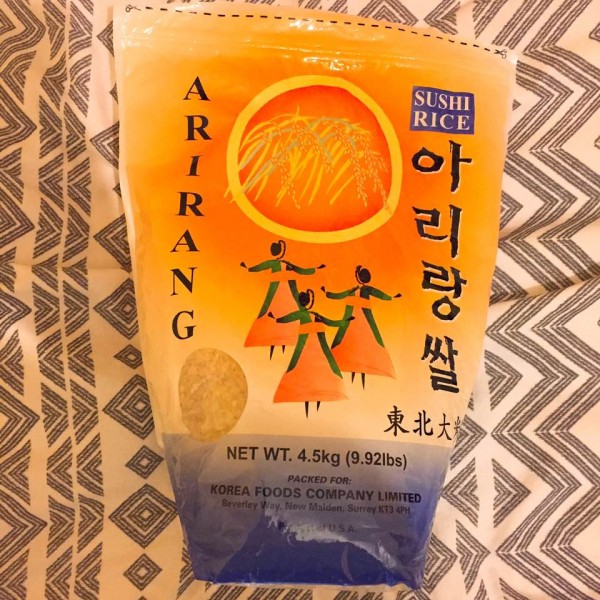 ARIRANG
SUSHI
RICE
아리랑쌀
東北大米
NET WT. 4.5kg (9.92lbs)
PACKED FOR:
KOREA FOODS COMPANY LIMITED
Beverley Way, New Malden, Surrey KT3 4PH
U.S.A.